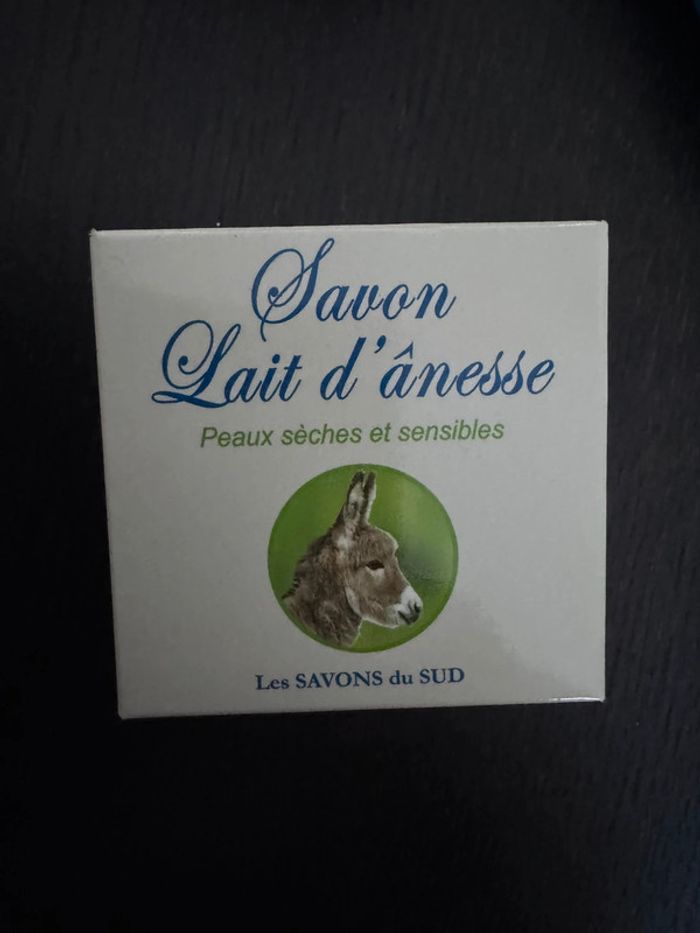 Savon
Lait d'ânesse
Peaux sèches et sensibles
Les SAVONS du SUD